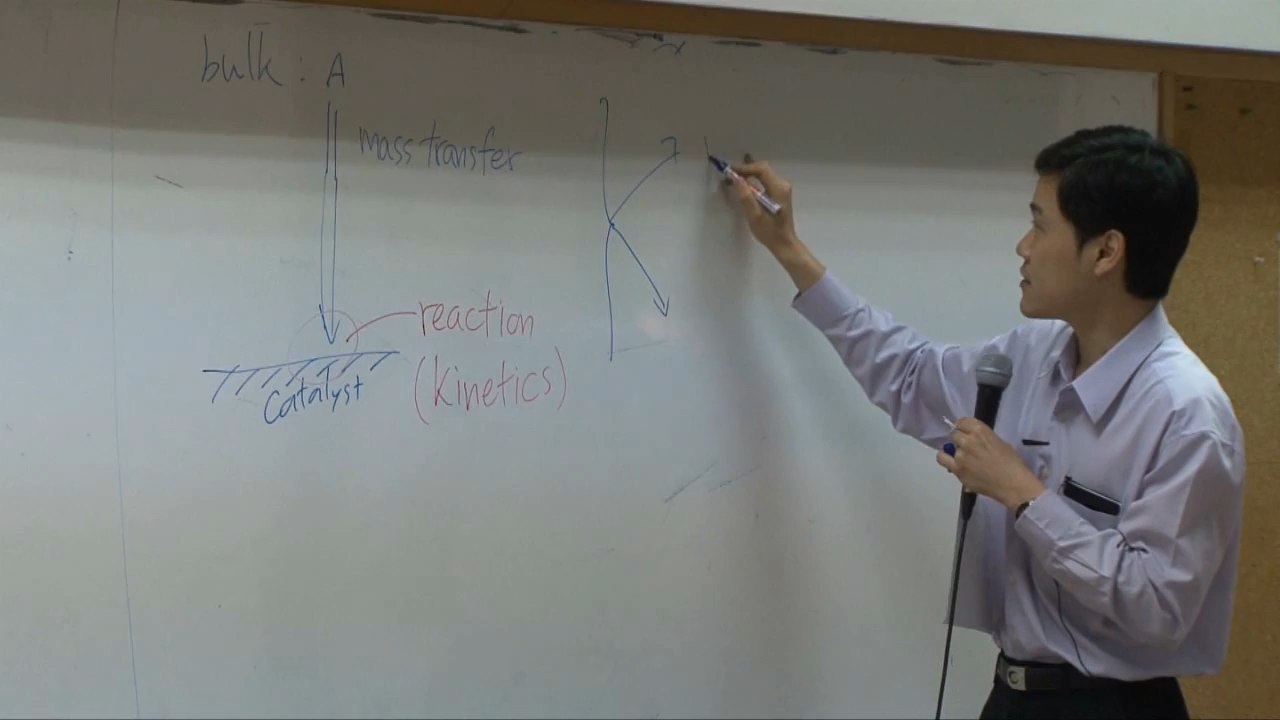 bulk : A
mass transfer
reaction
(kinetics)
catalyst